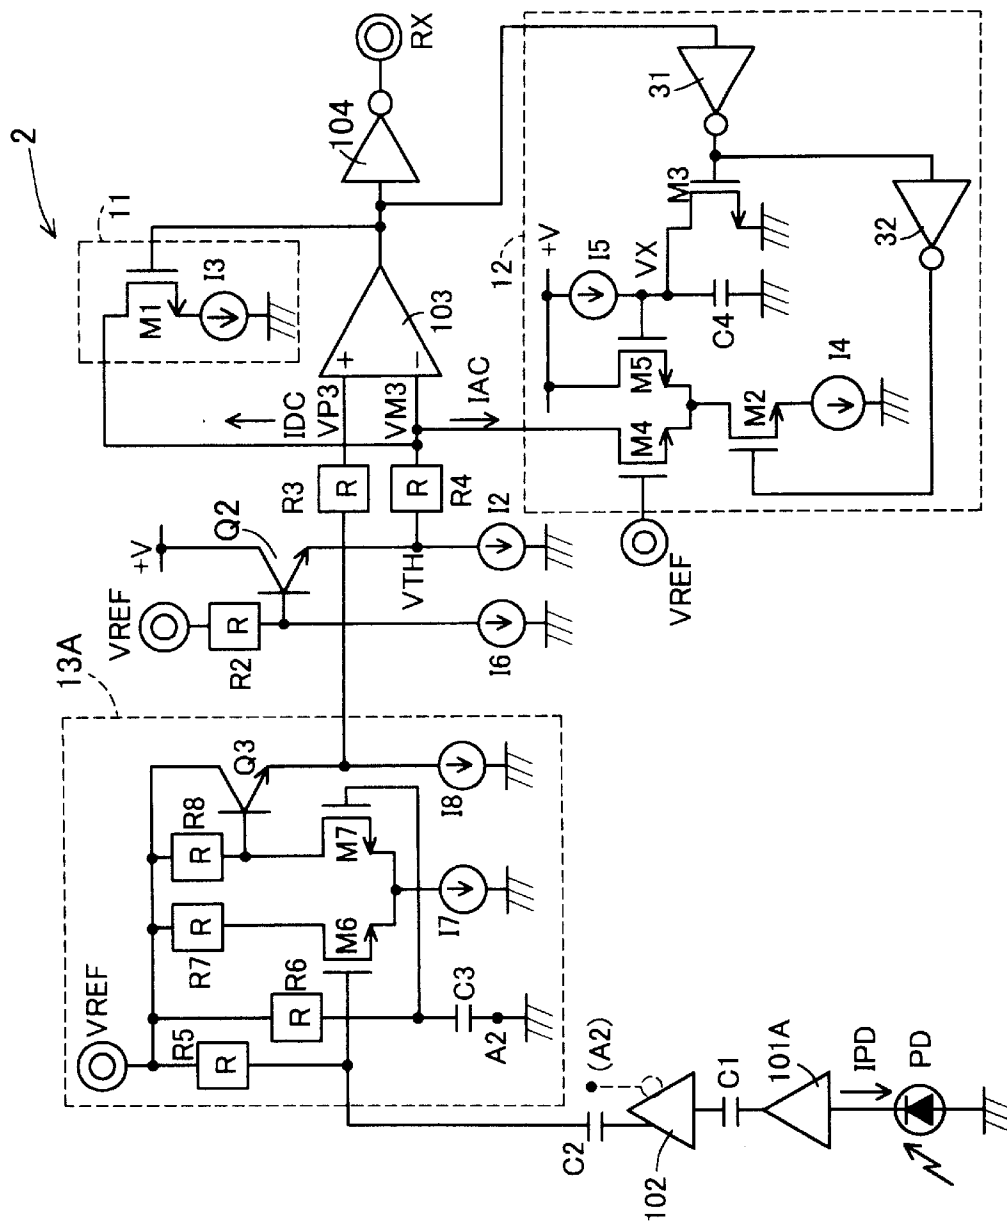 2
11
M1
I3
104
RX
103
+
−
VP3
VM3
IDC
IAC
R3
R
R4
R
VTH
Q2
+V
VREF
R2
R
I2
I6
12
+V
I5
VX
C4
M3
31
32
M5
M4
M2
I4
VREF
13A
VREF
R5
R
R6
R
R7
R
R8
R
Q3
M6
M7
I7
I8
C3
A2
(A2)
C2
102
C1
101A
IPD
PD